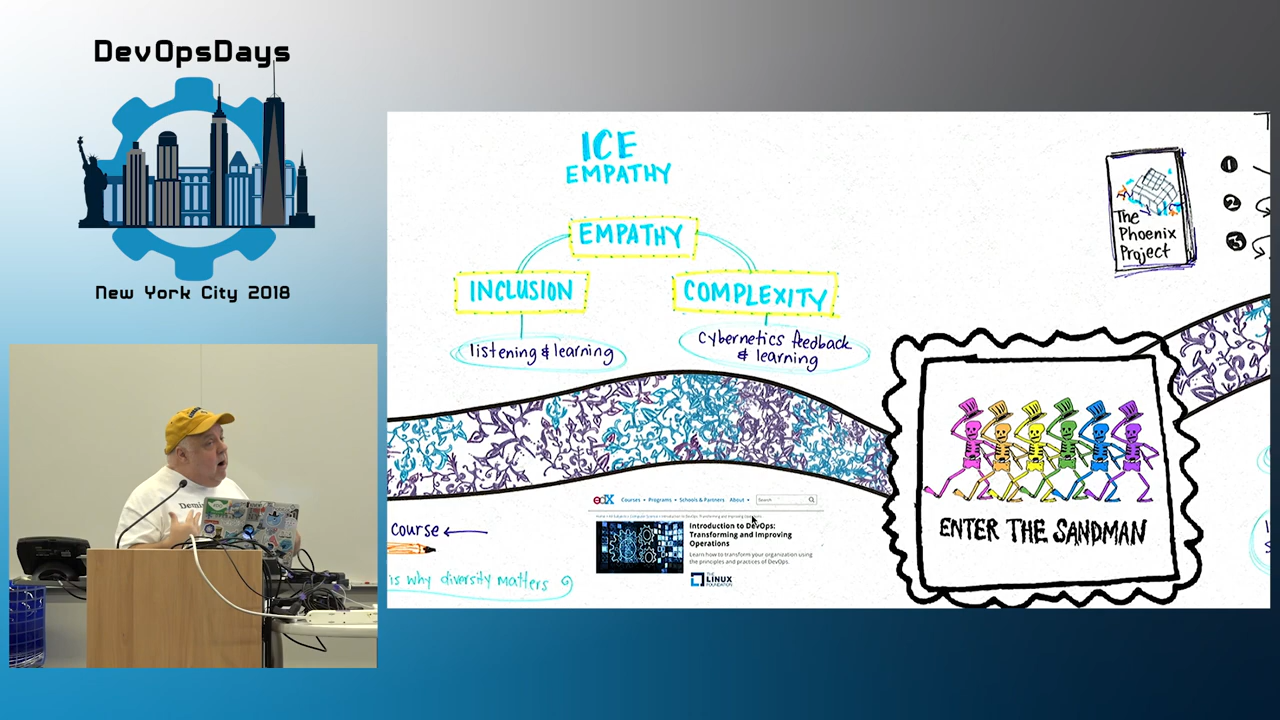 DevOpsDays
New York City 2018
ICE
EMPATHY
EMPATHY
INCLUSION
COMPLEXITY
listening & learning
Cybernetics feedback
& learning
The
Phoenix
Project
1
2
3
ENTER THE SANDMAN
Course
is why diversity matters
edX
Courses Programs Schools & Partners About Search
Introduction to DevOps:
Transforming and Improving
Operations
Learn how to transform your organization using
the principles and practices of DevOps.
THE
LINUX
FOUNDATION
Demi